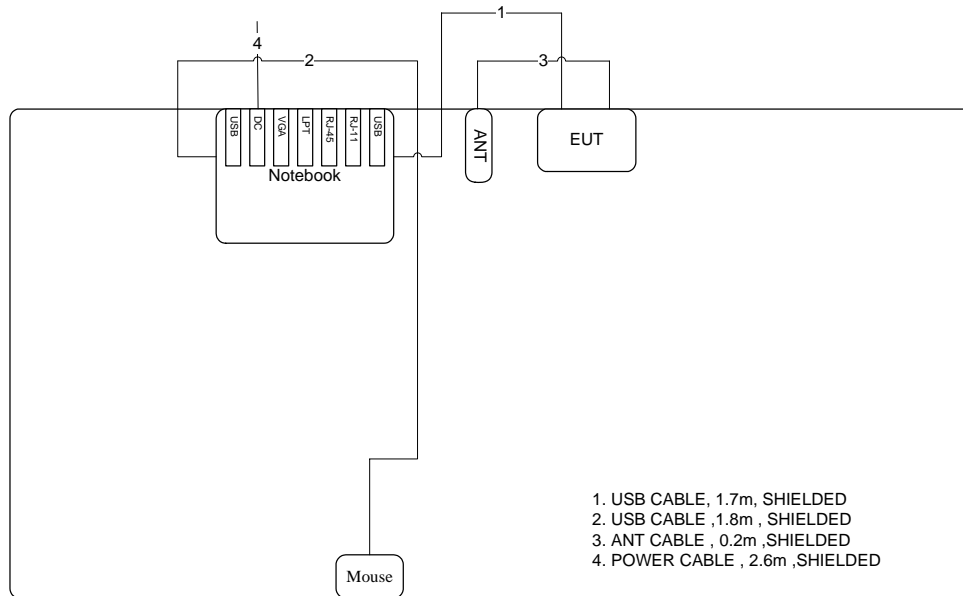 1
4
2
3
USB
DC
VGA
LPT
RJ-45
RJ-11
USB
Notebook
ANT
EUT
Mouse
1. USB CABLE, 1.7m, SHIELDED
2. USB CABLE ,1.8m , SHIELDED
3. ANT CABLE , 0.2m ,SHIELDED
4. POWER CABLE , 2.6m ,SHIELDED